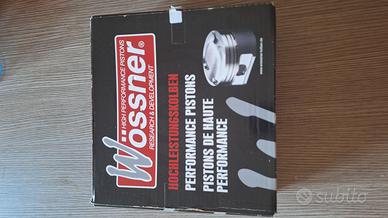 HIGH PERFORMANCE PISTONS
Wössner®
RESEARCH & DEVELOPMENT
HOCHLEISTUNGSKOLBEN
PERFORMANCE PISTONS
PISTONS DE HAUTE
PERFORMANCE
subito